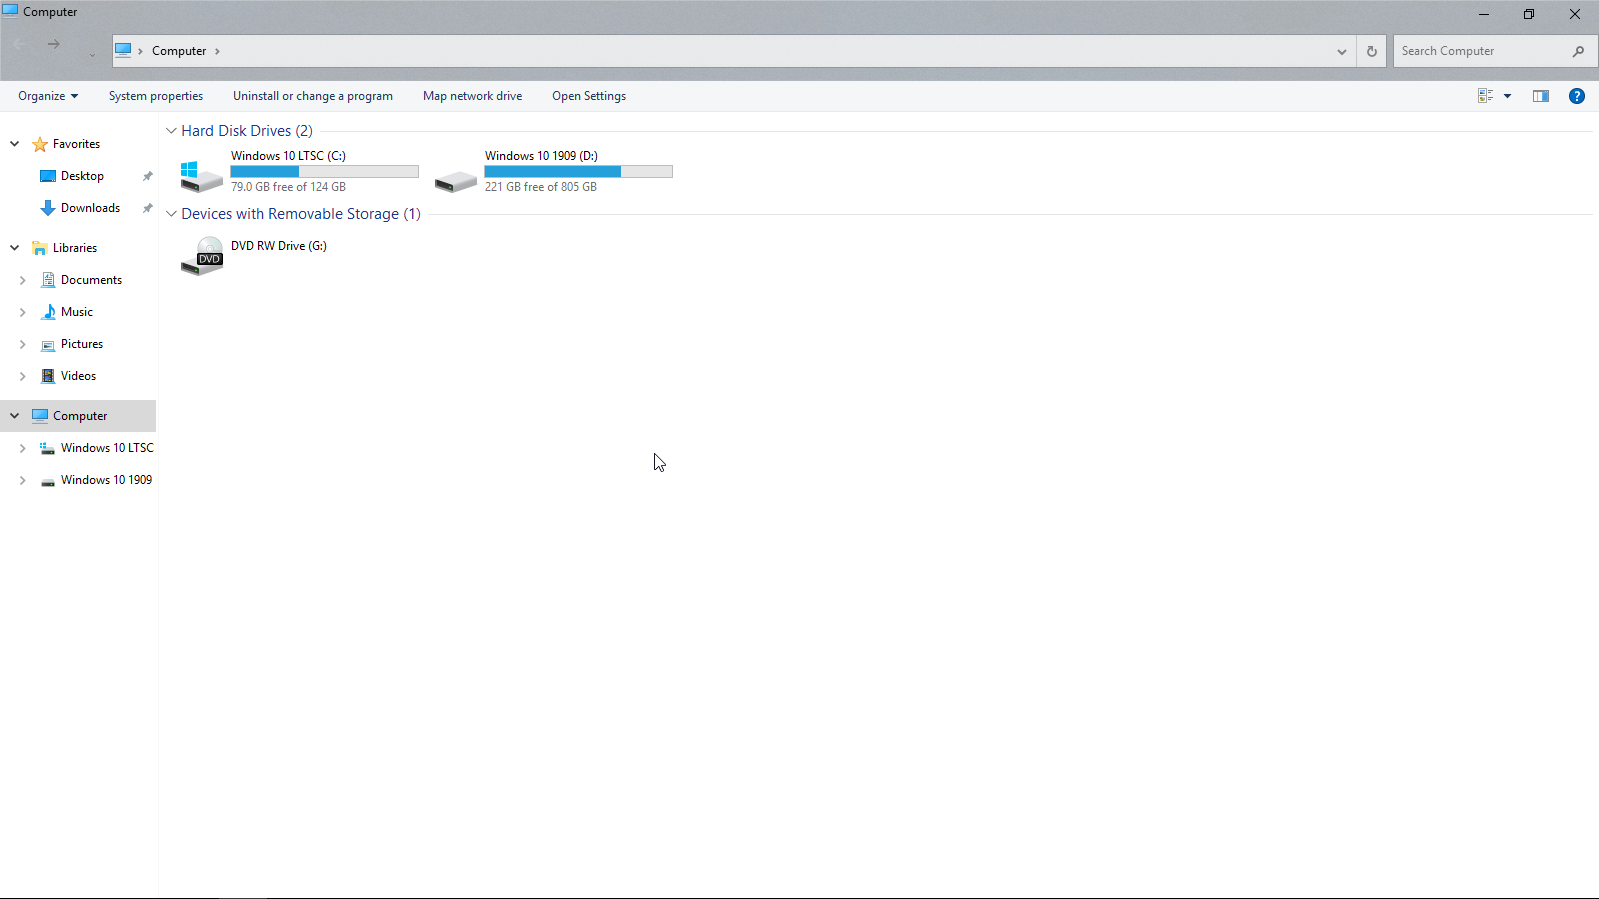 Computer
Computer
Search Computer
Organize
System properties
Uninstall or change a program
Map network drive
Open Settings
?
Favorites
Desktop
Downloads
Libraries
Documents
Music
Pictures
Videos
Computer
Windows 10 LTSC
Windows 10 1909
Hard Disk Drives (2)
Windows 10 LTSC (C:)
79.0 GB free of 124 GB
Windows 10 1909 (D:)
221 GB free of 805 GB
Devices with Removable Storage (1)
DVD
DVD RW Drive (G:)